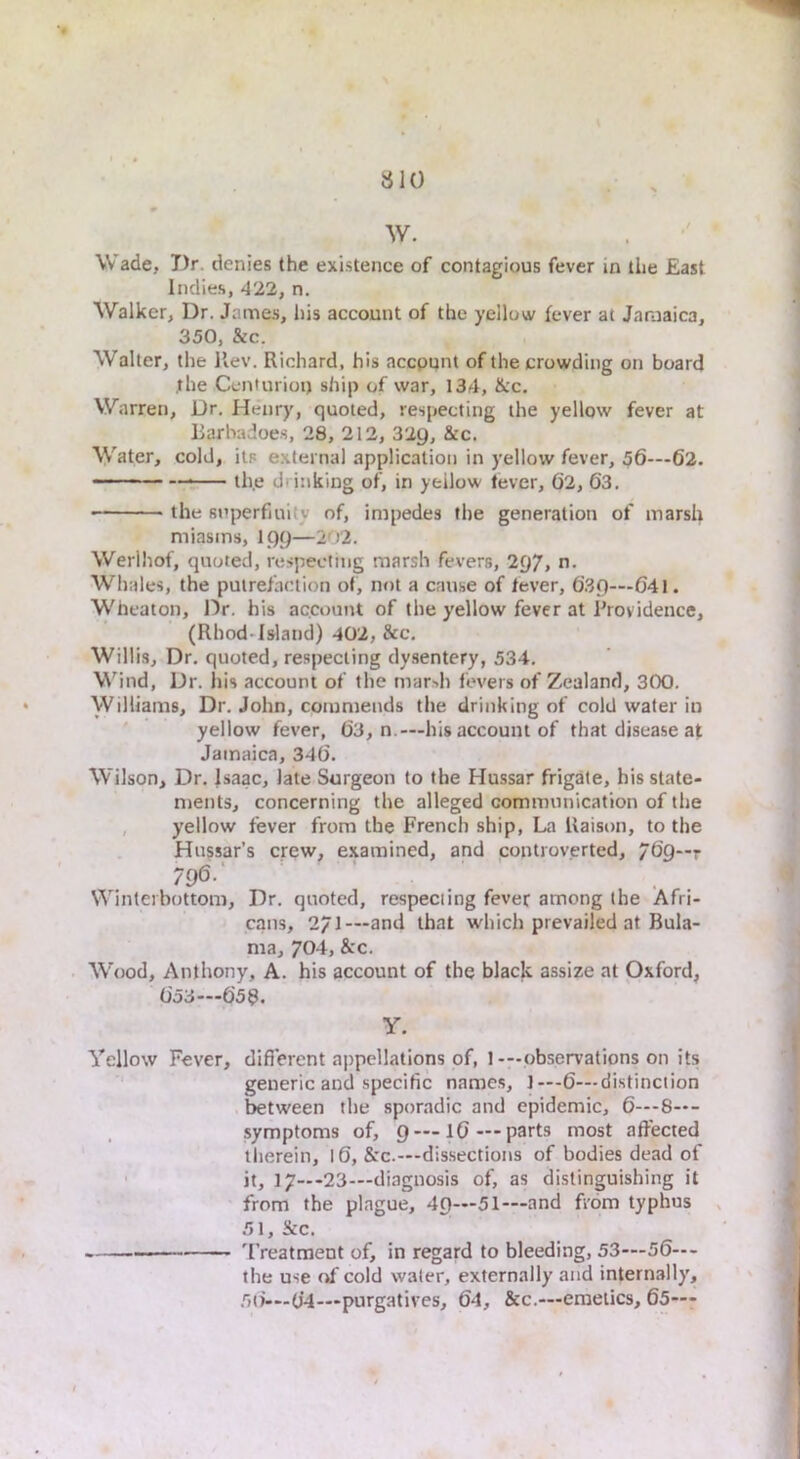 810
W.
Wade, Dr. denies the existence of contagious fever in the East
Indies, 422, n.
Walker, Dr. James, his account of the yellow fever at Jamaica,
350, &c.
Walter, the Rev. Richard, his account of the crowding on board
the Centurion ship of war, 134, &c.
Warren, Dr. Henry, quoted, respecting the yellow fever at
Barbadoes, 28, 212, 329, &c.
Water, cold, its external application in yellow fever, 56---62.
——— the drinking of, in yellow fever, 62, 63.
——— the superfluity of, impedes the generation of marsh
miasms, 199—202.
Werlhof, quoted, respecting marsh fevers, 297, n.
Whales, the putrefaction of, not a cause of fever, 639---641.
Wheaton, Dr. his account of the yellow fever at Providence,
(Rhod-Island) 402, &c.
Willis, Dr. quoted, respecting dysentery, 534.
Wind, Dr. his account of the marsh fevers of Zealand, 300.
Williams, Dr. John, commends the drinking of cold water in
yellow fever, 63, n.---his account of that disease at
Jamaica, 346.
Wilson, Dr. Isaac, late Surgeon to the Hussar frigate, his state-
ments, concerning the alleged communication of the
yellow fever from the French ship, La Raison, to the
Hussar's crew, examined, and controverted, 769---
796.
Winterbottom, Dr. quoted, respecting fever among the Afri-
cans, 271---and that which prevailed at Bula-
ma, 704, &c.
Wood, Anthony, A. his account of the black assize at Oxford,
653---658.
Y.
Yellow Fever, different appellations of, 1---observations on its
generic and specific names, 1---6---distinction
between the sporadic and epidemic, 6---8---
symptoms of, 9---16---parts most affected
therein, 16, &c.---dissections of bodies dead of
it, 17---23---diagnosis of, as distinguishing it
from the plague, 49---51---and from typhus
51, &c.
——— Treatment of, in regard to bleeding, 53---56---
the use of cold water, externally and internally,
56---64---purgatives, 64, &c.---emetics, 65---